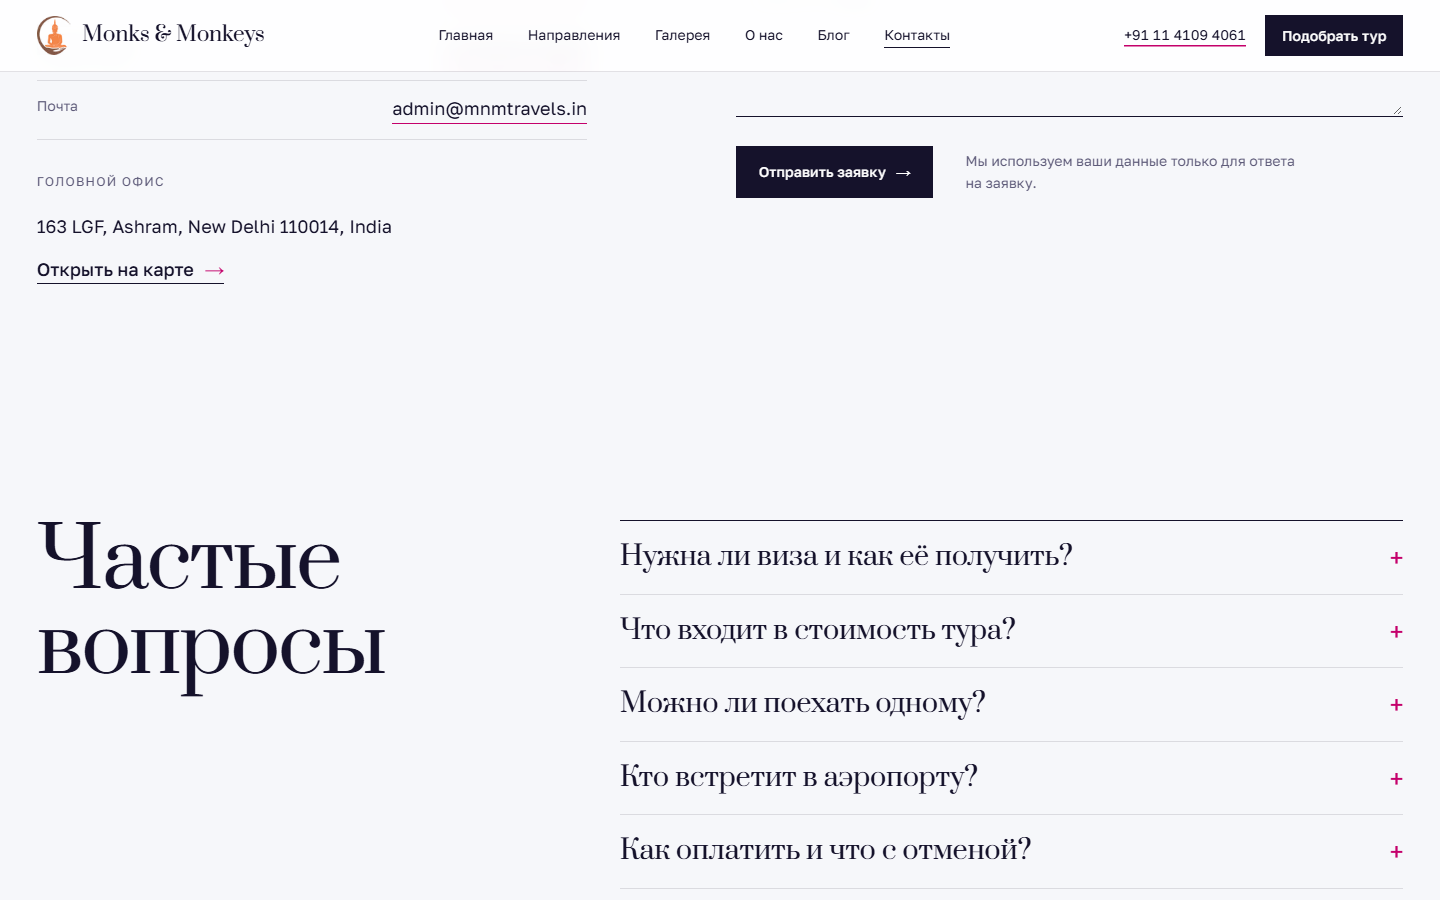 Monks & Monkeys
Главная
Направления
Галерея
О нас
Блог
Контакты
+91 11 4109 4061
Подобрать тур
Почта
admin@mnmtravels.in
ГОЛОВНОЙ ОФИС
163 LGF, Ashram, New Delhi 110014, India
Открыть на карте →
Отправить заявку →
Мы используем ваши данные только для ответа
на заявку.
Частые
вопросы
Нужна ли виза и как её получить?
+
Что входит в стоимость тура?
+
Можно ли поехать одному?
+
Кто встретит в аэропорту?
+
Как оплатить и что с отменой?
+